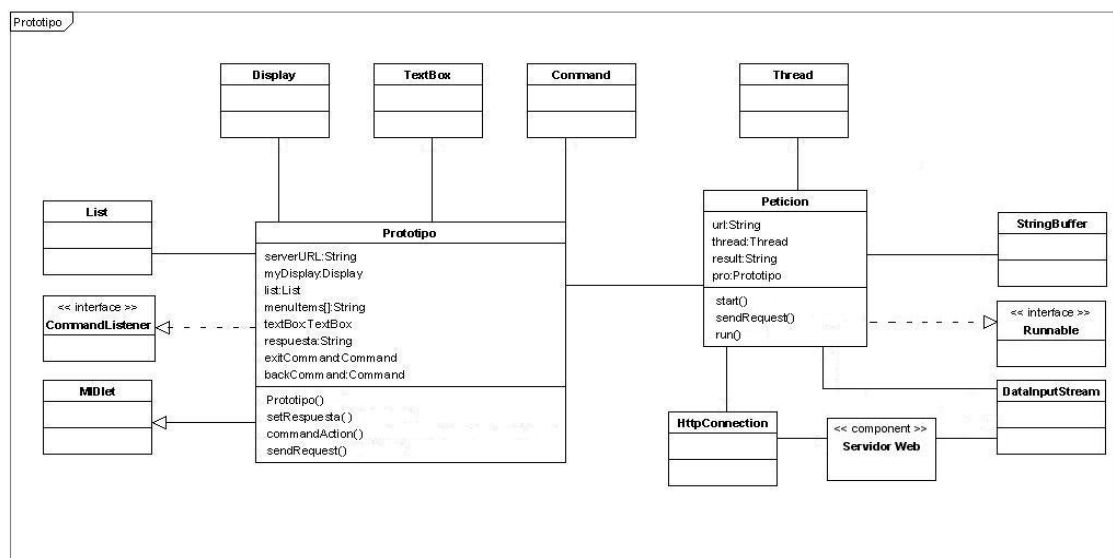 Prototipo
Display
TextBox
Command
Thread
List
<< interface >>
CommandListener
MIDlet
Prototipo
serverURL:String
myDisplay:Display
list:List
menuItems[]:String
textBox:TextBox
respuesta:String
exitCommand:Command
backCommand:Command
Prototipo()
setRespuesta()
commandAction()
sendRequest()
Peticion
url:String
thread:Thread
result:String
pro:Prototipo
start()
sendRequest()
run()
StringBuffer
<< interface >>
Runnable
DataInputStream
HttpConnection
<< component >>
Servidor Web